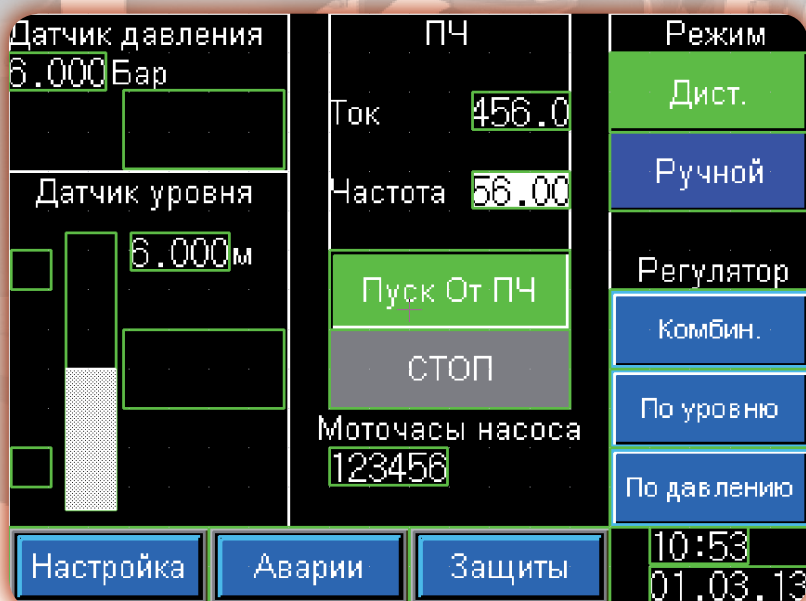 Датчик давления
6.000 Бар
Датчик уровня
6.000 м
ПЧ
Ток 456.0
Частота 56.00
Пуск От ПЧ
СТОП
Моточасы насоса
123456
Режим
Дист.
Ручной
Регулятор
Комбин.
По уровню
По давлению
Настройка
Аварии
Защиты
10:53
01.03.13